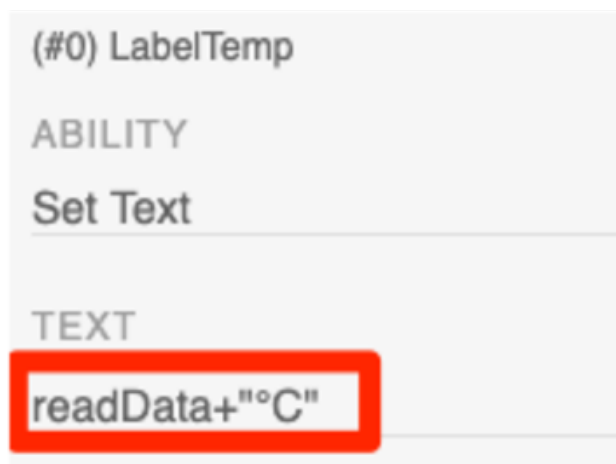 (#0) LabelTemp
ABILITY
Set Text
TEXT
readData+"°C"